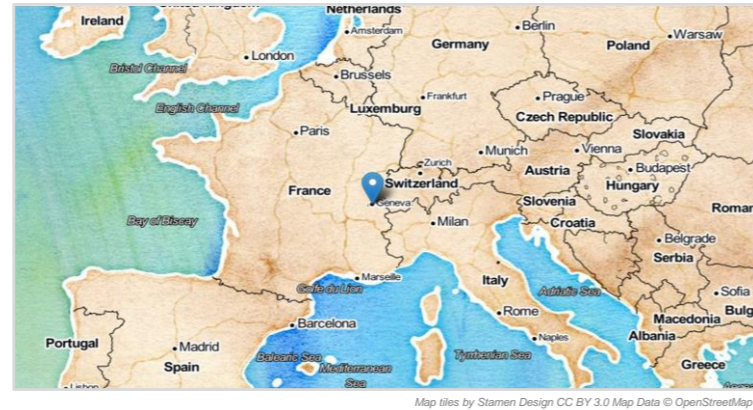 Netherlands
Ireland
Amsterdam
Berlin
London
Germany
Poland
Warsaw
Bristol Channel
Brussels
English Channel
Luxemburg
Frankfurt
Prague
Czech Republic
Paris
Slovakia
Munich
Vienna
Zurich
Austria
Budapest
France
Switzerland
Hungary
Geneva
Slovenia
Bay of Biscay
Milan
Croatia
Belgrade
Serbia
Marseille
Golfe du Lion
Italy
Adriatic Sea
Sofia
Rome
Macedonia
Barcelona
Portugal
Madrid
Naples
Albania
Balearic Sea
Tyrrhenian Sea
Spain
Mediterranean
Sea
Greece
Map tiles by Stamen Design CC BY 3.0 Map Data © OpenStreetMap